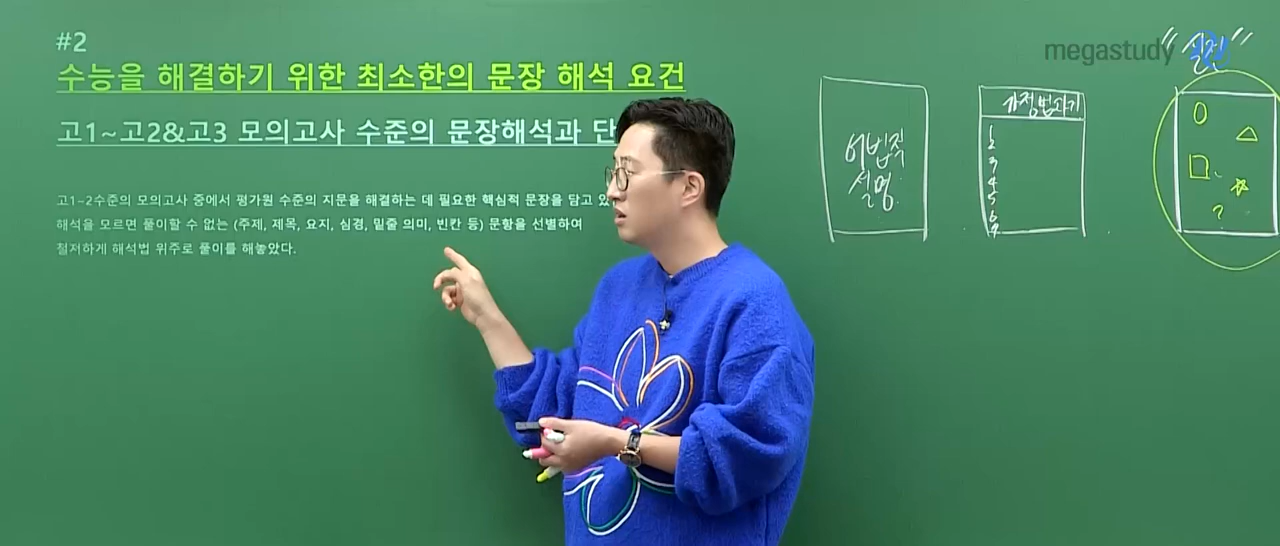 #2
수능을 해결하기 위한 최소한의 문장 해석 요건
고1~고2&고3 모의고사 수준의 문장해석과 단
고1~2수준의 모의고사 중에서 평가원 수준의 지문을 해결하는 데 필요한 핵심적 문장을 담고 있
해석을 모르면 풀이할 수 없는 (주제, 제목, 요지, 심경, 밑줄 의미, 빈칸 등) 문항을 선별하여
철저하게 해석법 위주로 풀이를 해놓았다.
megastudy
어법적
설명
가정법과거
1
2
3
4
5
6
7
?